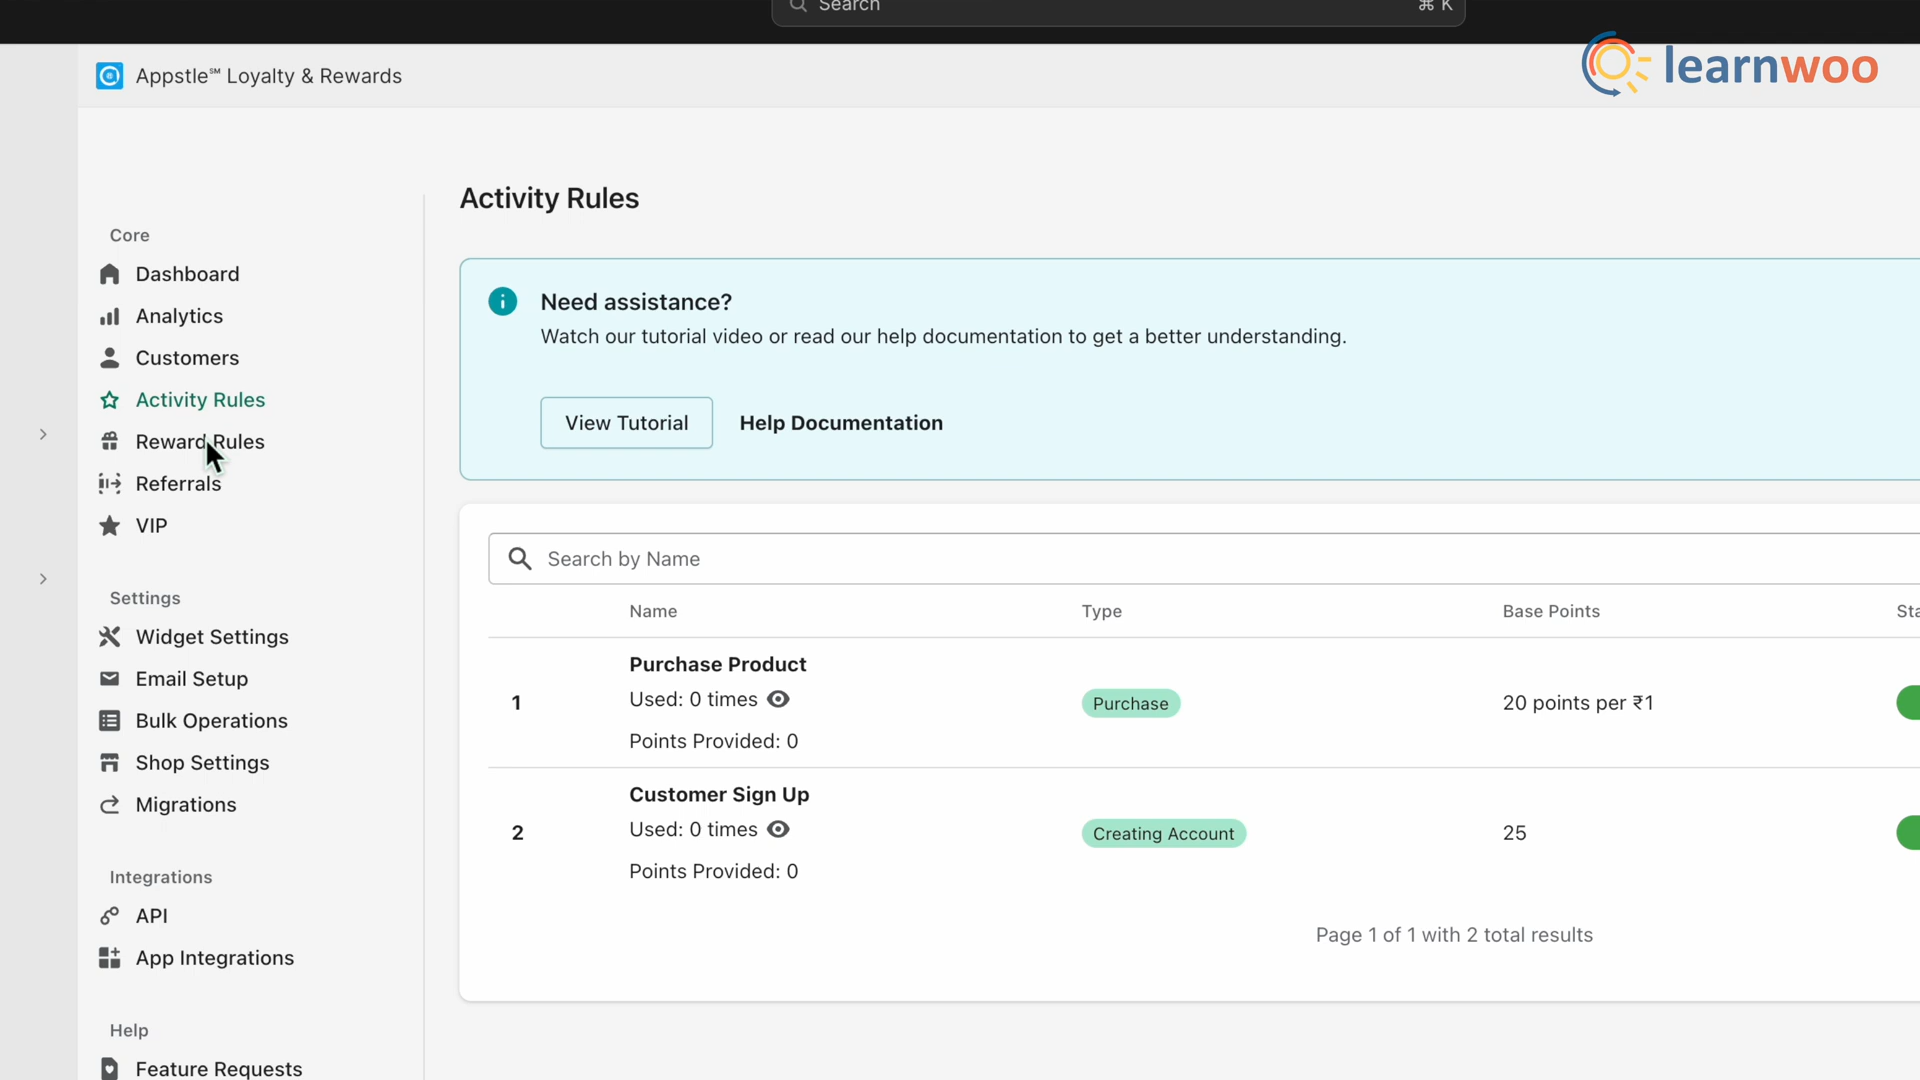 Search
⌘ K
learnwoo
Appstle℠ Loyalty & Rewards
Core
Dashboard
Analytics
Customers
Activity Rules
Reward Rules
Referrals
VIP
Settings
Widget Settings
Email Setup
Bulk Operations
Shop Settings
Migrations
Integrations
API
App Integrations
Help
Feature Requests
Activity Rules
Need assistance?
Watch our tutorial video or read our help documentation to get a better understanding.
View Tutorial
Help Documentation
Search by Name
Name Type Base Points Sta
Purchase Product
1 Used: 0 times Purchase 20 points per ₹1
Points Provided: 0
Customer Sign Up
2 Used: 0 times Creating Account 25
Points Provided: 0
Page 1 of 1 with 2 total results